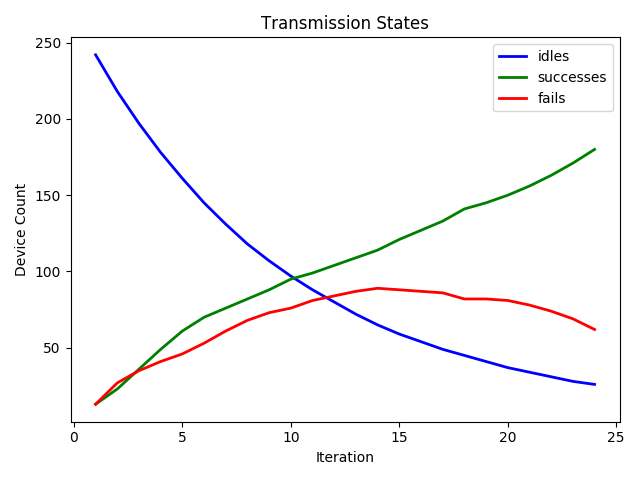 Transmission States
250
200
150
100
50
Device Count
idles
successes
fails
0
5
10
15
20
25
Iteration